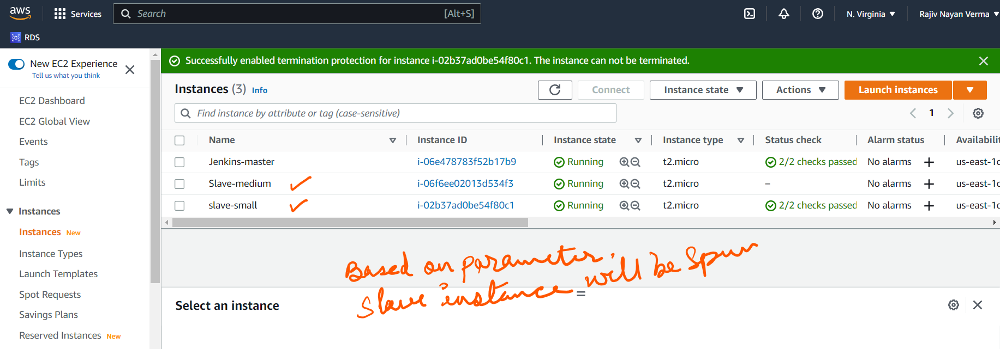 aws
Services
Search
[Alt+S]
N. Virginia
Rajiv Nayan Verma
RDS
New EC2 Experience
Tell us what you think
EC2 Dashboard
EC2 Global View
Events
Tags
Limits
Instances
Instances New
Instance Types
Launch Templates
Spot Requests
Savings Plans
Reserved Instances New
Successfully enabled termination protection for instance i-02b37ad0be54f80c1. The instance can not be terminated.
Instances (3) Info
Connect
Instance state
Actions
Launch instances
Find instance by attribute or tag (case-sensitive)
1
Name Instance ID Instance state Instance type Status check Alarm status Availabilit
Jenkins-master i-06e478783f52b17b9 Running t2.micro 2/2 checks passed No alarms + us-east-1c
Slave-medium i-06f6ee02013d534f3 Running t2.micro – No alarms + us-east-1c
slave-small i-02b37ad0be54f80c1 Running t2.micro 2/2 checks passed No alarms + us-east-1c
Based on parameter
slave instance will be Spun
Select an instance